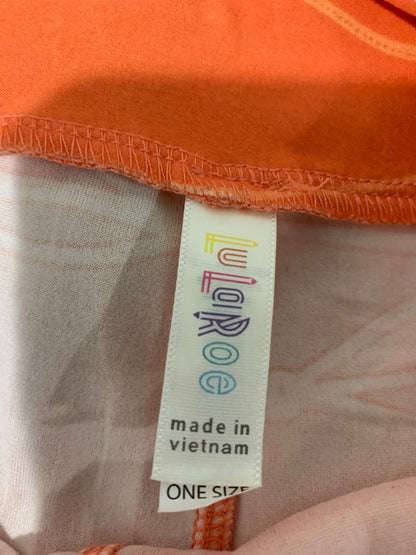 LuLaRoe
made in
vietnam
ONE SIZE